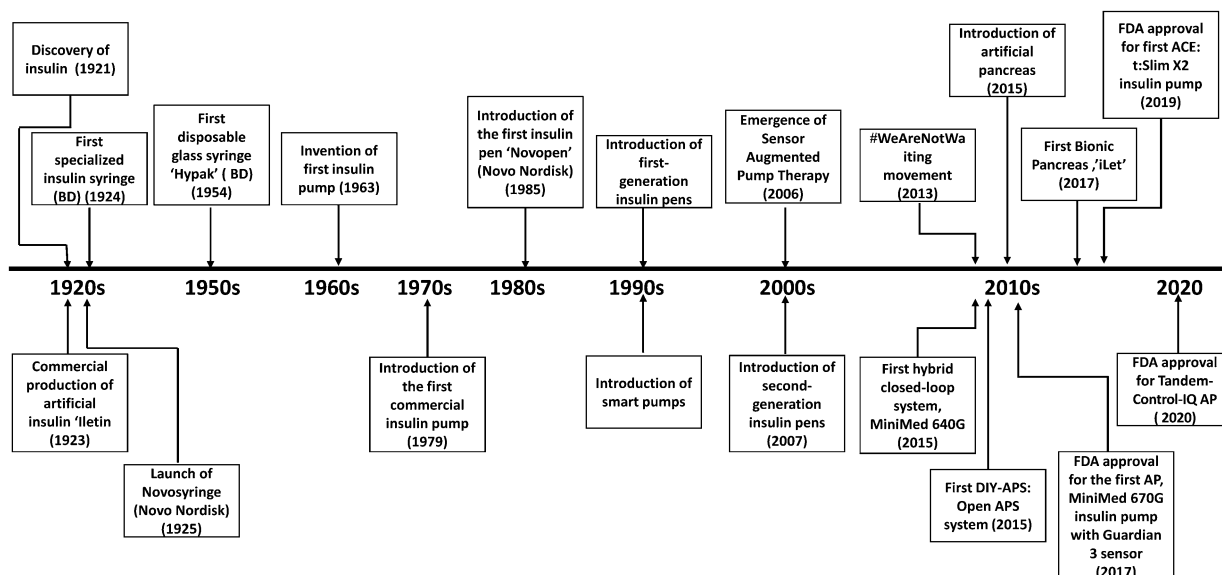 Discovery of
insulin  (1921)
First
specialized
insulin syringe
(BD) (1924)
First
disposable
glass syringe
‘Hypak’ ( BD)
(1954)
Invention of
first insulin
pump (1963)
Introduction of
the first insulin
pen ‘Novopen’
(Novo Nordisk)
(1985)
Introduction of
first-
generation
insulin pens
Emergence of
Sensor
Augmented
Pump Therapy
(2006)
#WeAreNotWa
iting
movement
(2013)
Introduction of
artificial
pancreas
(2015)
First Bionic
Pancreas ,‘iLet’
(2017)
FDA approval
for first ACE:
t:Slim X2
insulin pump
(2019)
1920s
1950s
1960s
1970s
1980s
1990s
2000s
2010s
2020
Commercial
production of
artificial
insulin ‘Iletin
(1923)
Launch of
Novosyringe
(Novo Nordisk)
(1925)
Introduction of
the first
commercial
insulin pump
(1979)
Introduction of
smart pumps
Introduction of
second-
generation
insulin pens
(2007)
First hybrid
closed-loop
system,
MiniMed 640G
(2015)
First DIY-APS:
Open APS
system (2015)
FDA approval
for the first AP,
MiniMed 670G
insulin pump
with Guardian
3 sensor
(2017)
FDA approval
for Tandem-
Control-IQ AP
( 2020)